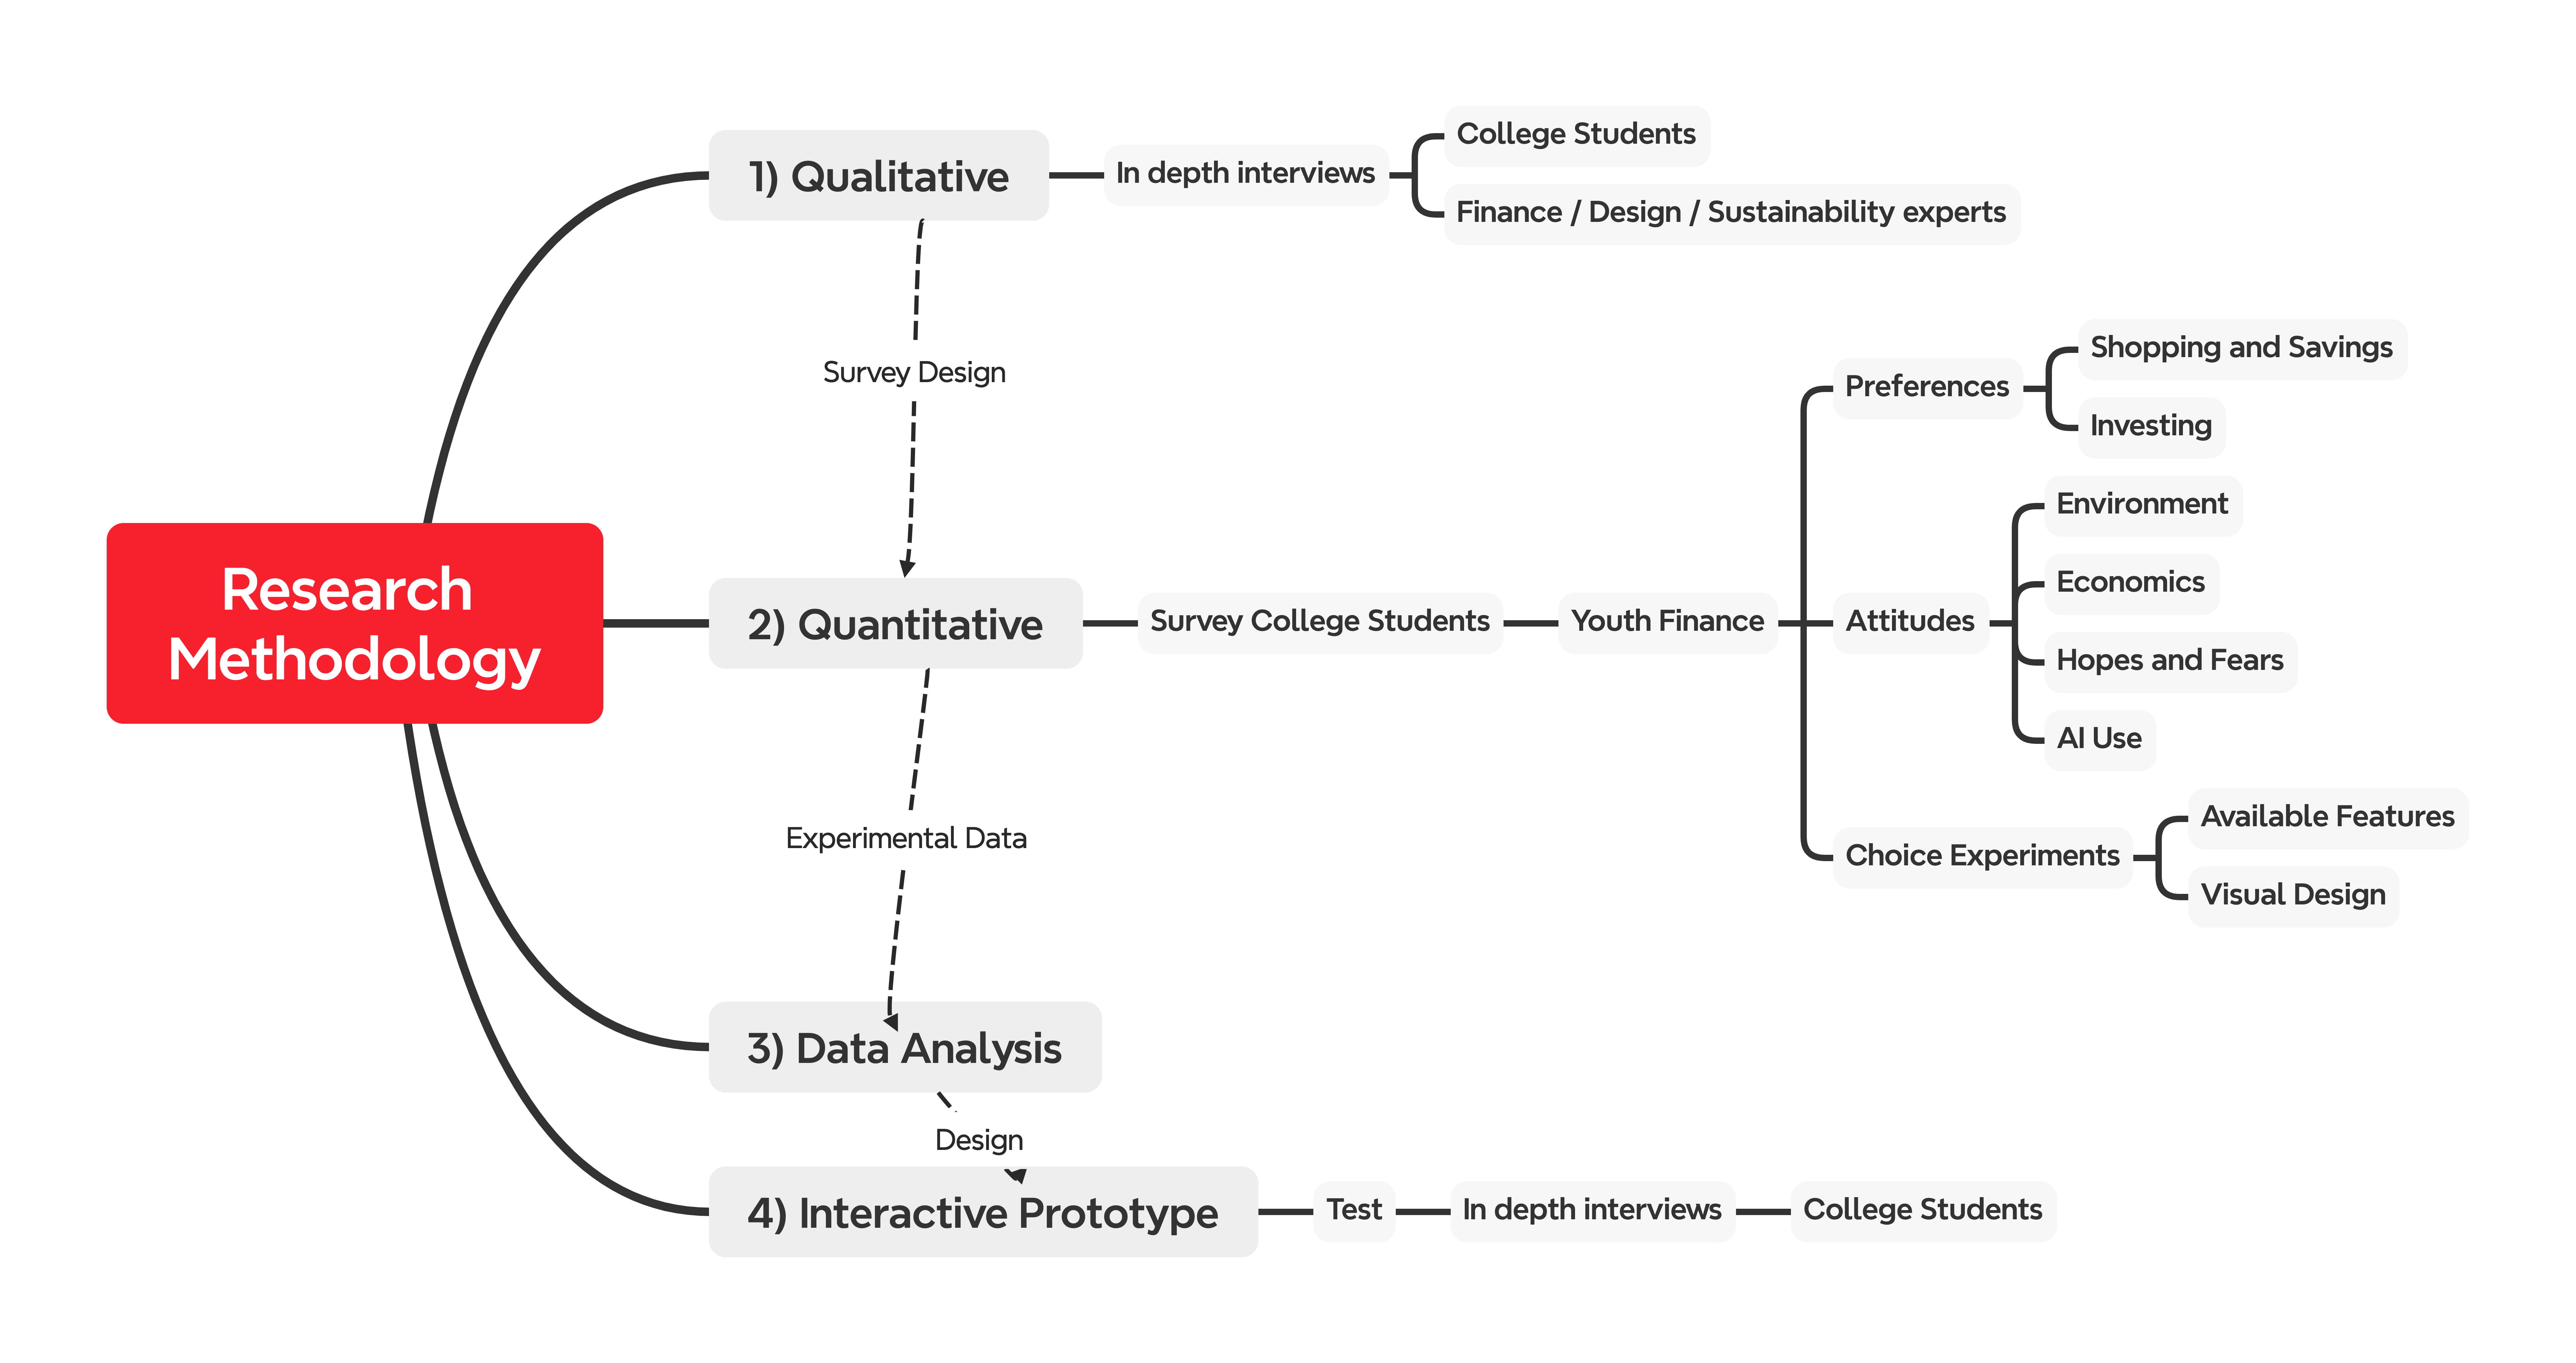 Research
Methodology
1) Qualitative
In depth interviews
College Students
Finance / Design / Sustainability experts
Survey Design
2) Quantitative
Survey College Students
Youth Finance
Preferences
Shopping and Savings
Investing
Attitudes
Environment
Economics
Hopes and Fears
AI Use
Choice Experiments
Available Features
Visual Design
Experimental Data
3) Data Analysis
Design
4) Interactive Prototype
Test
In depth interviews
College Students